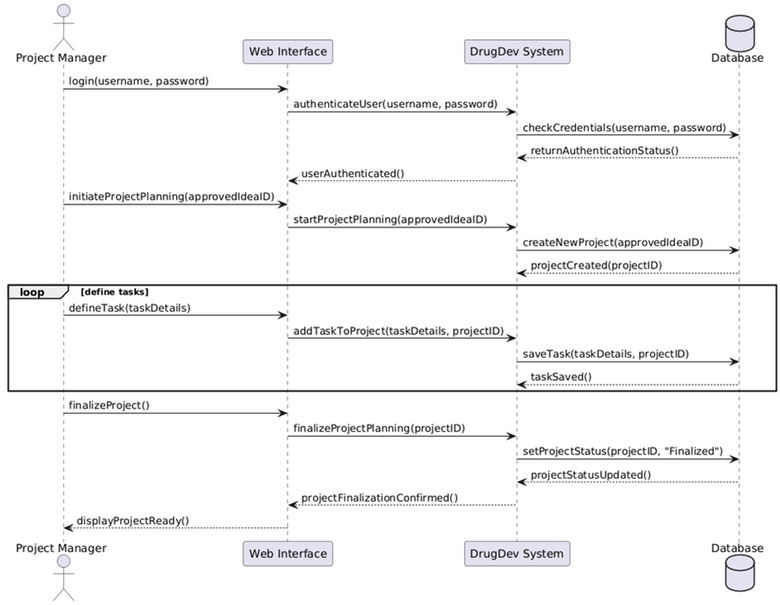 Project Manager
Web Interface
DrugDev System
Database
login(username, password)
authenticateUser(username, password)
checkCredentials(username, password)
returnAuthenticationStatus()
userAuthenticated()
initiateProjectPlanning(approvedIdeaID)
startProjectPlanning(approvedIdeaID)
createNewProject(approvedIdeaID)
projectCreated(projectID)
loop [define tasks]
defineTask(taskDetails)
addTaskToProject(taskDetails, projectID)
saveTask(taskDetails, projectID)
taskSaved()
finalizeProject()
finalizeProjectPlanning(projectID)
setProjectStatus(projectID, "Finalized")
projectStatusUpdated()
projectFinalizationConfirmed()
displayProjectReady()
Project Manager
Web Interface
DrugDev System
Database